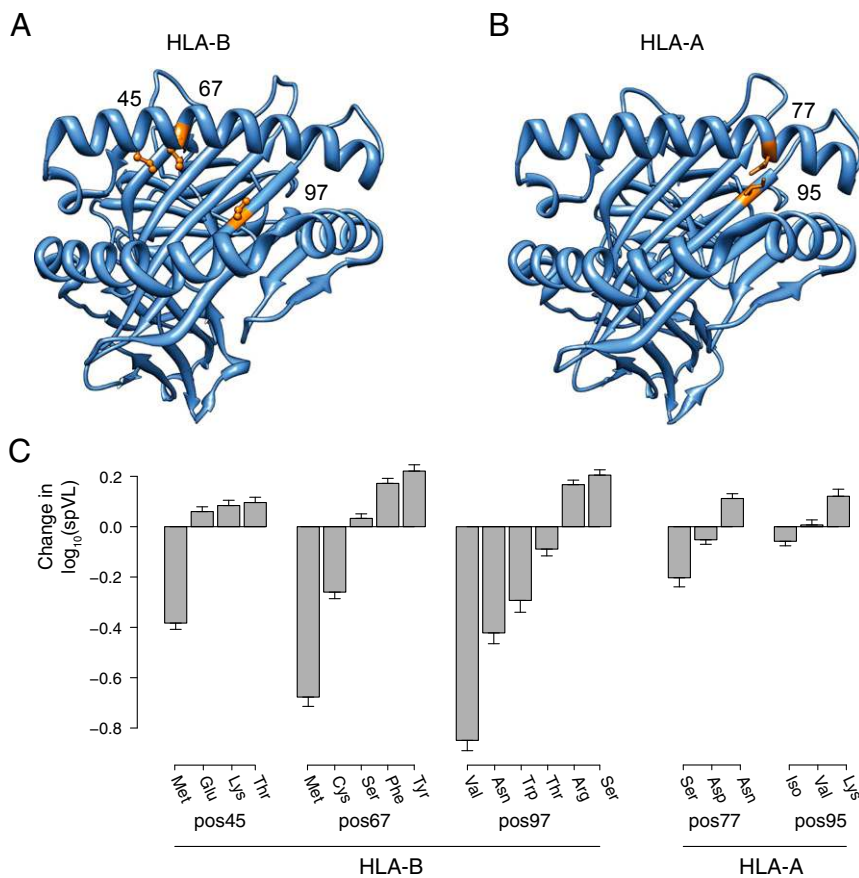 A
HLA-B
45
67
97
B
HLA-A
77
95
C
Change in
log₁₀(spVL)
0.2
0.0
−0.2
−0.4
−0.6
−0.8
Met Glu Lys Thr
Met Cys Ser Phe Tyr
Val Asn Trp Thr Arg Ser
Ser Asp Asn
Iso Val Lys
pos45 pos67 pos97 pos77 pos95
HLA-B HLA-A